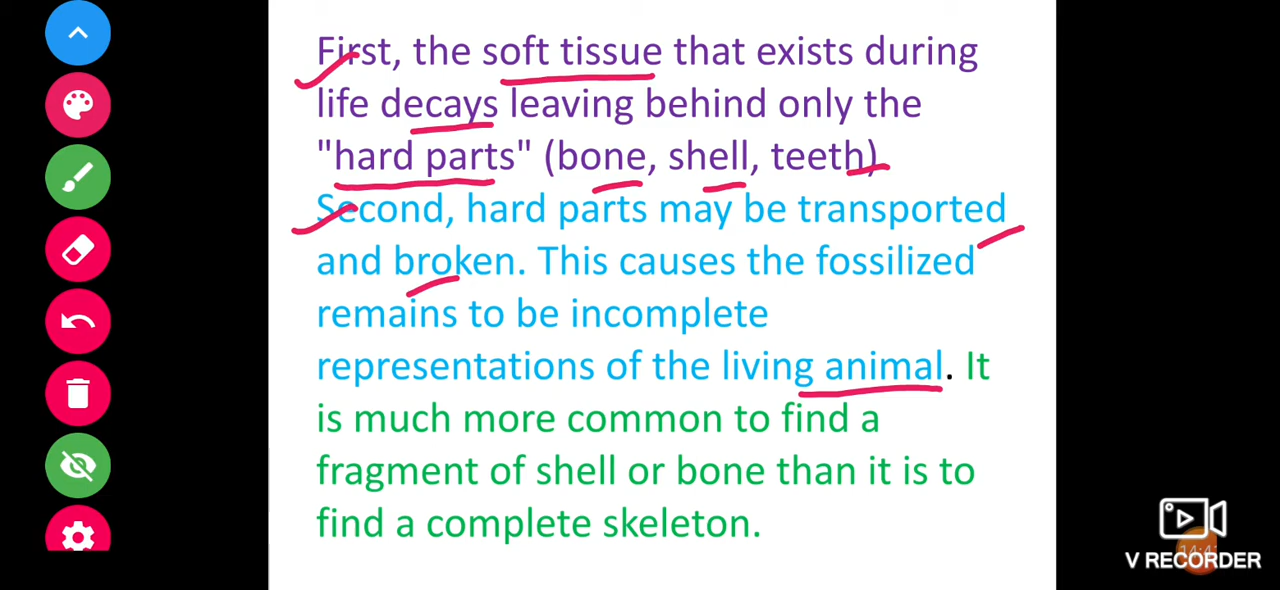 First, the soft tissue that exists during
life decays leaving behind only the
"hard parts" (bone, shell, teeth).
Second, hard parts may be transported
and broken. This causes the fossilized
remains to be incomplete
representations of the living animal. It
is much more common to find a
fragment of shell or bone than it is to
find a complete skeleton.
V RECORDER